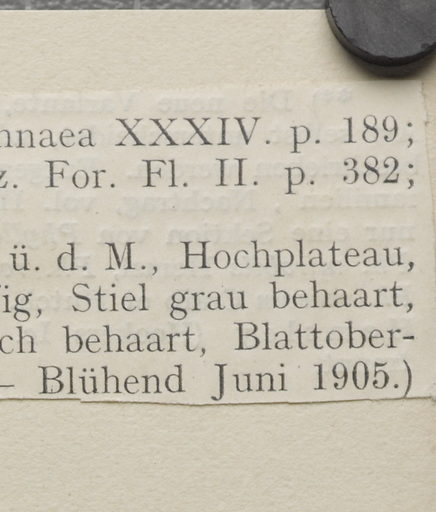 nnaea XXXIV. p. 189;
z. For. Fl. II. p. 382;
ü. d. M., Hochplateau,
ig, Stiel grau behaart,
ch behaart, Blattober-
– Blühend Juni 1905.)